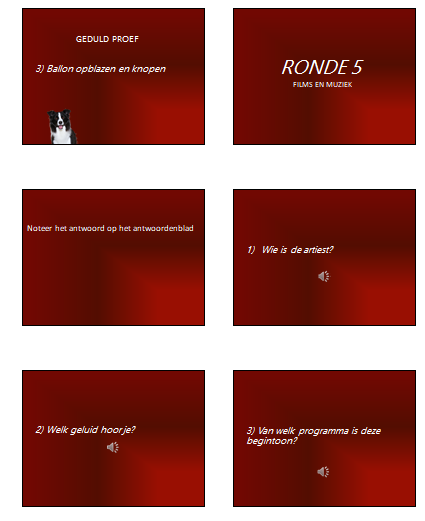 GEDULD PROEF
3) Ballon opblazen en knopen
RONDE 5
FILMS EN MUZIEK
Noteer het antwoord op het antwoordenblad
1) Wie is de artiest?
2) Welk geluid hoor je?
3) Van welk programma is deze
begintoon?